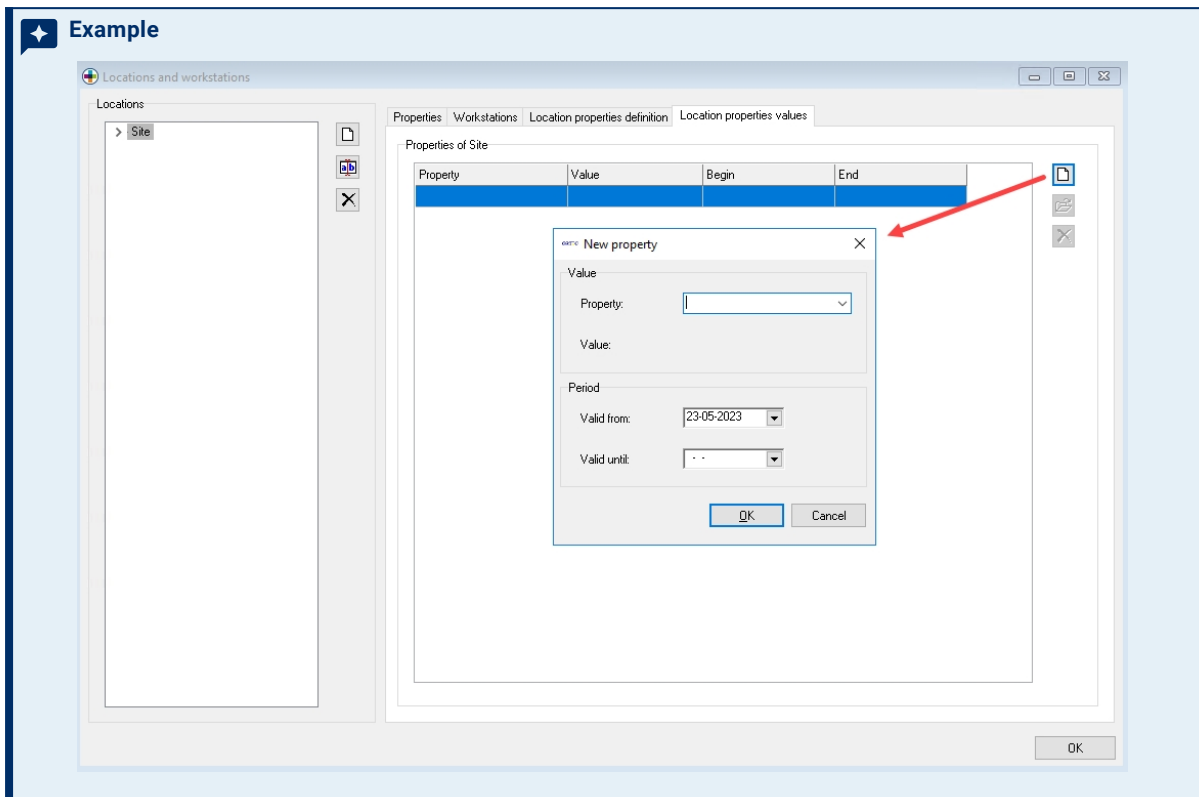 Example
Locations and workstations
Locations
Site
Properties Workstations Location properties definition Location properties values
Properties of Site
Property Value Begin End
New property
Value
Property:
Value:
Period
Valid from: 23-05-2023
Valid until: - -
OK Cancel
OK